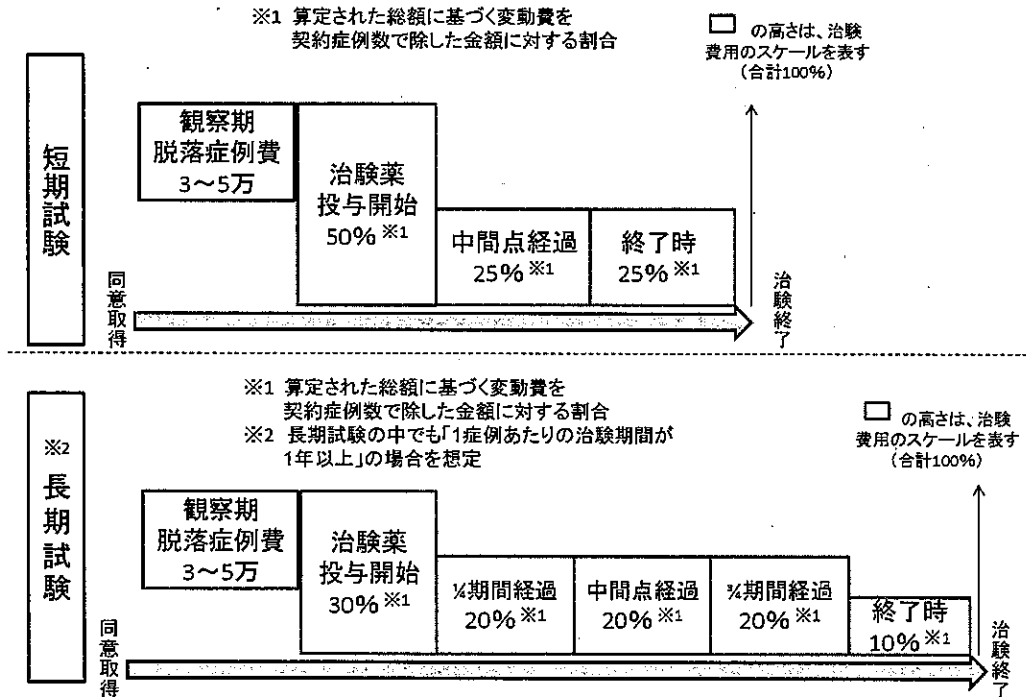 ※1 算定された総額に基づく変動費を
契約症例数で除した金額に対する割合
の高さは、治験
費用のスケールを表す
(合計100%)
短期試験
観察期
脱落症例費
3～5万
治験薬
投与開始
50% ※1
中間点経過
25% ※1
終了時
25% ※1
同意取得
治験終了
※1 算定された総額に基づく変動費を
契約症例数で除した金額に対する割合
※2 長期試験の中でも「1症例あたりの治験期間が
1年以上」の場合を想定
の高さは、治験
費用のスケールを表す
(合計100%)
※2
長期試験
観察期
脱落症例費
3～5万
治験薬
投与開始
30% ※1
¼期間経過
20% ※1
中間点経過
20% ※1
¾期間経過
20% ※1
終了時
10% ※1
同意取得
治験終了